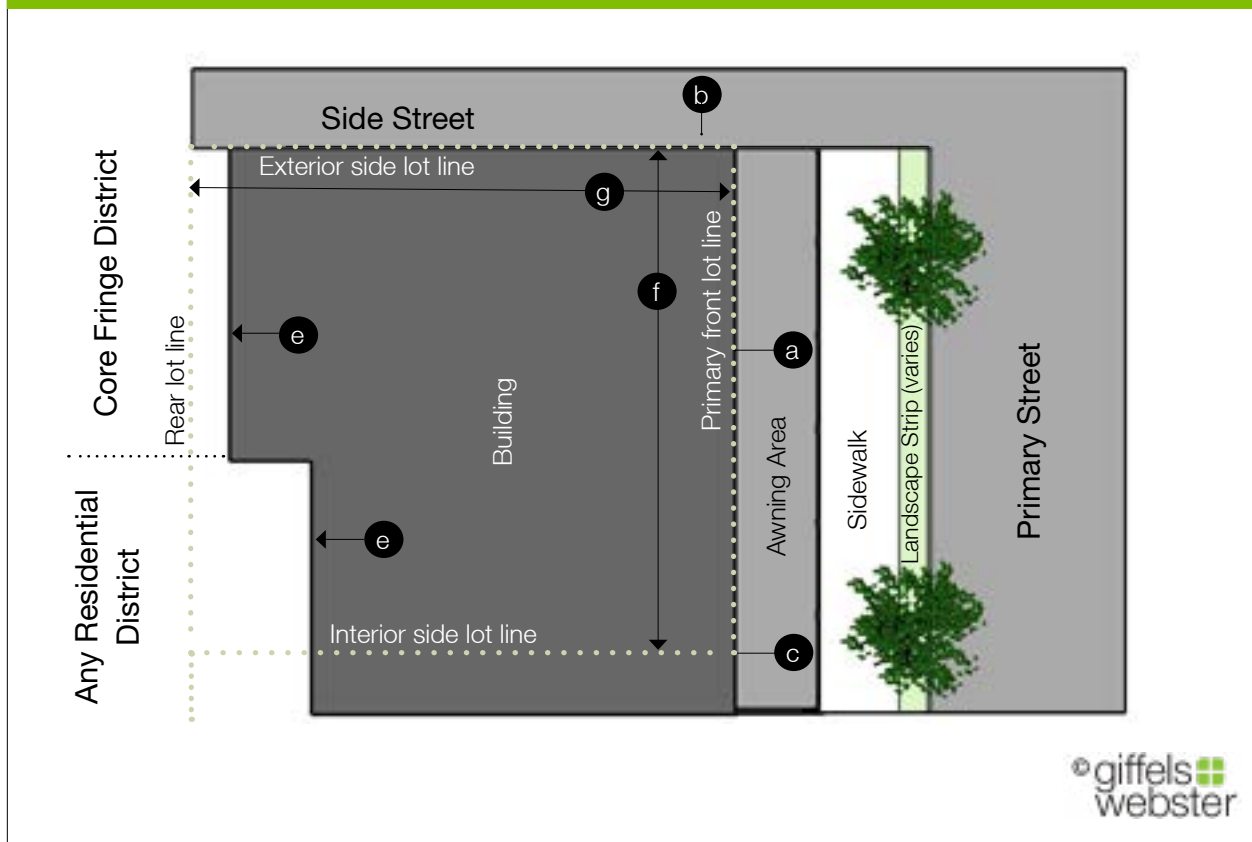 b
Side Street
Exterior side lot line
g
Core Fringe District
Rear lot line
e
f
Primary front lot line
a
Building
Awning Area
Sidewalk
Landscape Strip (varies)
Primary Street
Any Residential
District
e
Interior side lot line
c
© giffels
webster